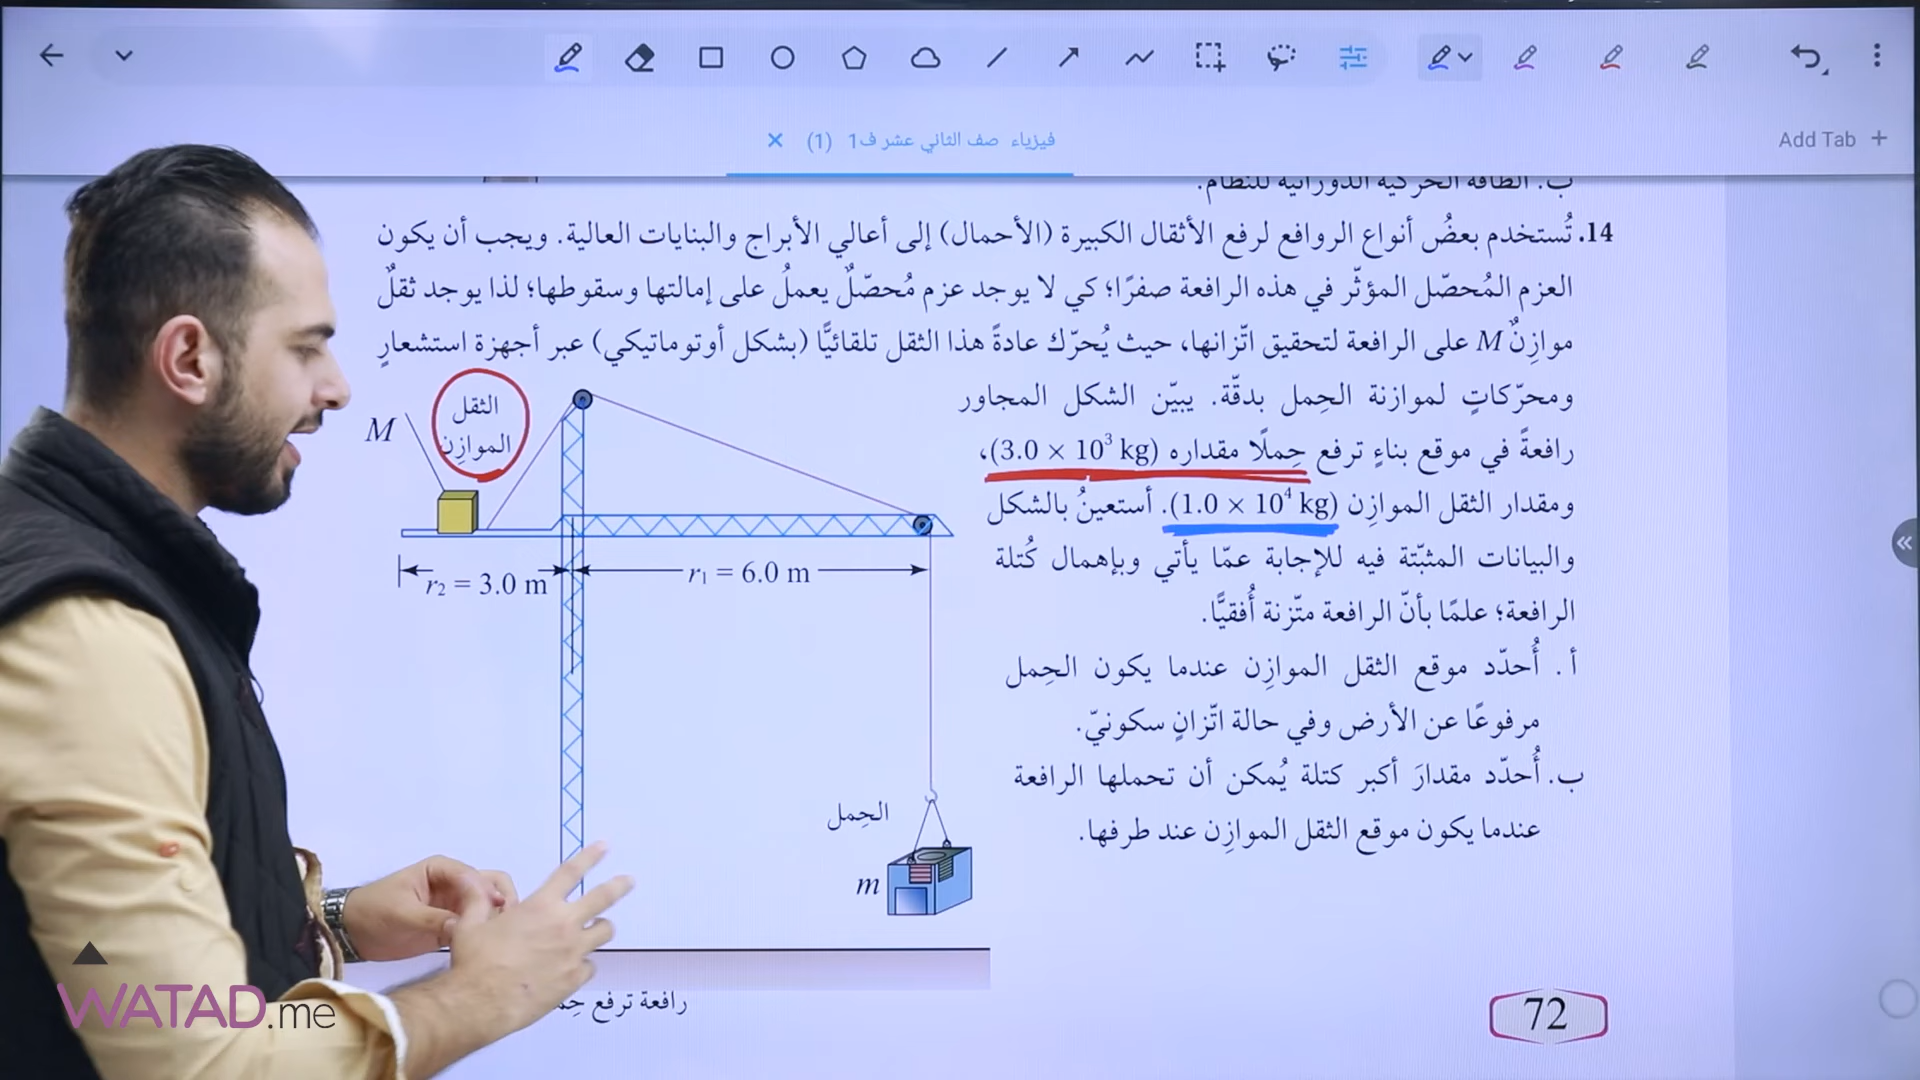 فيزياء صف الثاني عشر ف1 (1)
Add Tab +
ب. الطاقة الحركية الدورانية للنظام.
14. تُستخدم بعضُ أنواع الروافع لرفع الأثقال الكبيرة (الأحمال) إلى أعالي الأبراج والبنايات العالية. ويجب أن يكون
العزم المُحصّل المؤثّر في هذه الرافعة صفرًا؛ كي لا يوجد عزم مُحصّلٌ يعملُ على إمالتها وسقوطها؛ لذا يوجد ثقلٌ
موازِنٌ M على الرافعة لتحقيق اتّزانها، حيث يُحرّك عادةً هذا الثقل تلقائيًّا (بشكل أوتوماتيكي) عبر أجهزة استشعارٍ
ومحرّكاتٍ لموازنة الحِمل بدقّة. يبيّن الشكل المجاور
رافعةً في موقع بناءٍ ترفع حِملًا مقداره (3.0 × 10³ kg)،
ومقدار الثقل الموازِن (1.0 × 10⁴ kg). أستعينُ بالشكل
والبيانات المثبّتة فيه للإجابة عمّا يأتي وبإهمال كُتلة
الرافعة؛ علمًا بأنّ الرافعة متّزنة أُفقيًّا.
أ. أُحدّد موقع الثقل الموازِن عندما يكون الحِمل
مرفوعًا عن الأرض وفي حالة اتّزانٍ سكونيّ.
ب. أُحدّد مقدارَ أكبر كتلة يُمكن أن تحملها الرافعة
عندما يكون موقع الثقل الموازِن عند طرفها.
الثقل
الموازِن
M
r₂ = 3.0 m
r₁ = 6.0 m
الحِمل
m
رافعة ترفع
72
WATAD.me